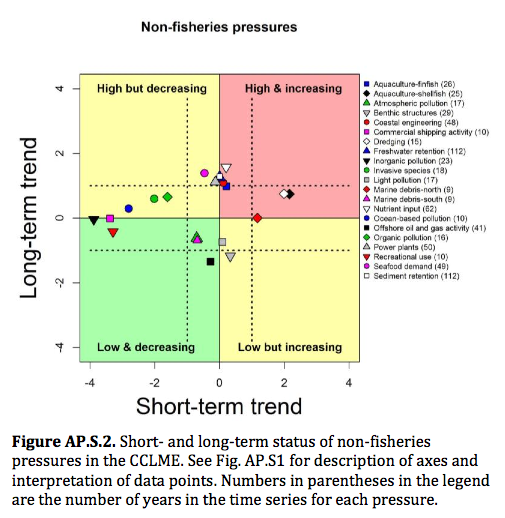 Non-fisheries pressures
High but decreasing
High & increasing
Low & decreasing
Low but increasing
Long-term trend
4
2
0
-2
-4
-4
-2
0
2
4
Short-term trend
Aquaculture-finfish (26)
Aquaculture-shellfish (25)
Atmospheric pollution (17)
Benthic structures (29)
Coastal engineering (48)
Commercial shipping activity (10)
Dredging (15)
Freshwater retention (112)
Inorganic pollution (23)
Invasive species (18)
Light pollution (17)
Marine debris-north (9)
Marine debris-south (9)
Nutrient input (62)
Ocean-based pollution (10)
Offshore oil and gas activity (41)
Organic pollution (16)
Power plants (50)
Recreational use (10)
Seafood demand (49)
Sediment retention (112)
Figure AP.S.2. Short- and long-term status of non-fisheries
pressures in the CCLME. See Fig. AP.S1 for description of axes and
interpretation of data points. Numbers in parentheses in the legend
are the number of years in the time series for each pressure.